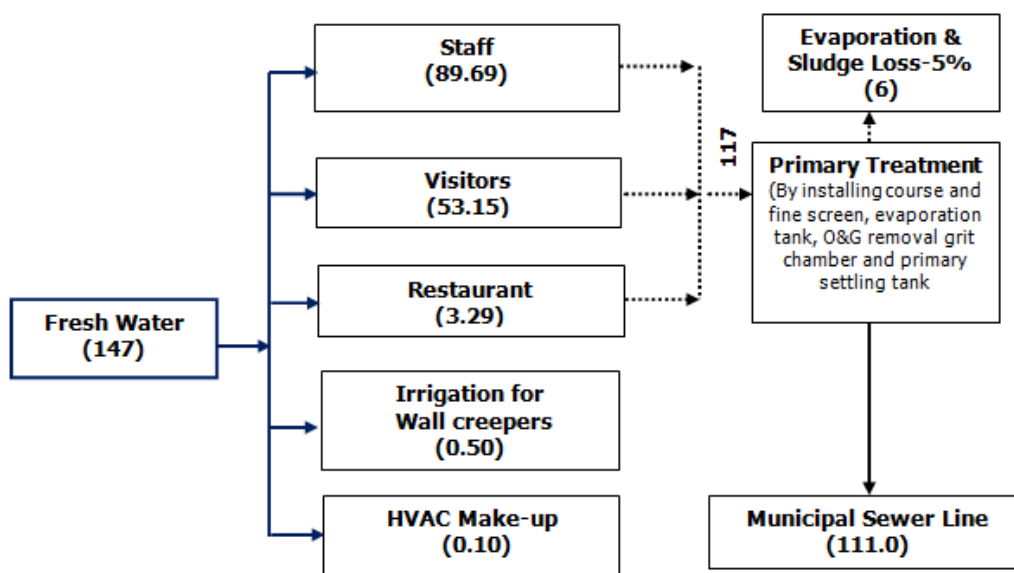 Staff
(89.69)
Evaporation &
Sludge Loss-5%
(6)
117
Visitors
(53.15)
Primary Treatment
(By installing course and
fine screen, evaporation
tank, O&G removal grit
chamber and primary
settling tank
Restaurant
(3.29)
Fresh Water
(147)
Irrigation for
Wall creepers
(0.50)
HVAC Make-up
(0.10)
Municipal Sewer Line
(111.0)